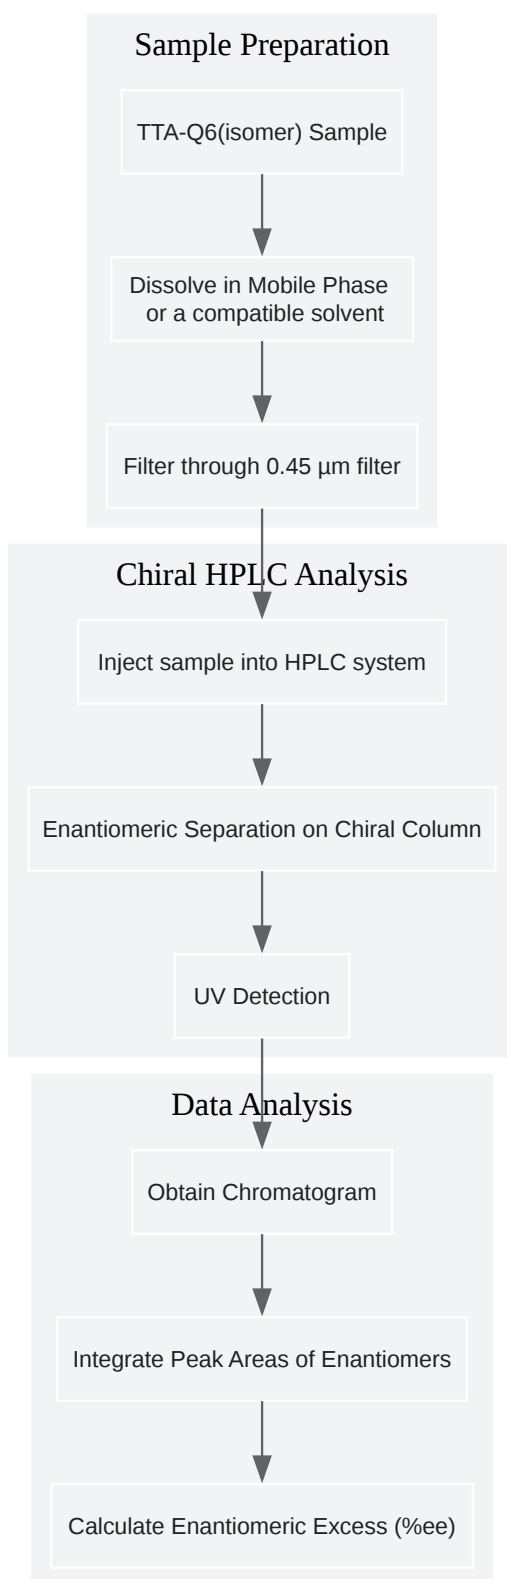 Sample Preparation
TTA-Q6(isomer) Sample
Dissolve in Mobile Phase
or a compatible solvent
Filter through 0.45 µm filter
Chiral HPLC Analysis
Inject sample into HPLC system
Enantiomeric Separation on Chiral Column
UV Detection
Data Analysis
Obtain Chromatogram
Integrate Peak Areas of Enantiomers
Calculate Enantiomeric Excess (%ee)